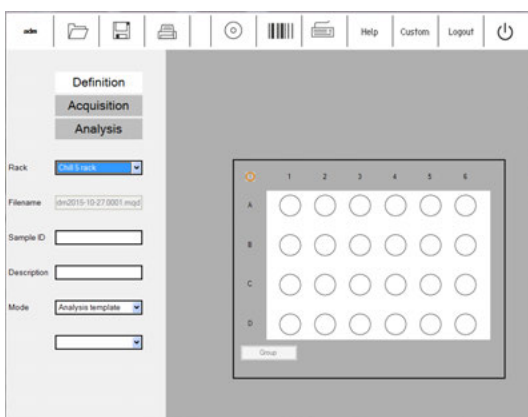 adm Help Custom Logout
Definition
Acquisition
Analysis
Rack Chill 5 rack
Filename dm2015-10-27.0001.mqd
Sample ID
Description
Mode Analysis template
1 2 3 4 5 6
A
B
C
D
Group